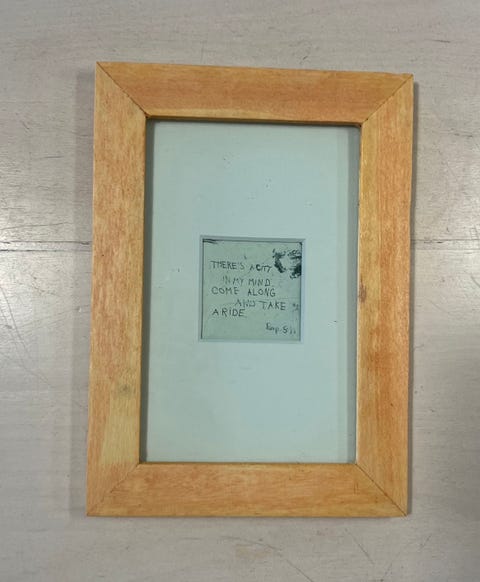 THERE'S A CITY
IN MY MIND
COME ALONG
AND TAKE
A RIDE